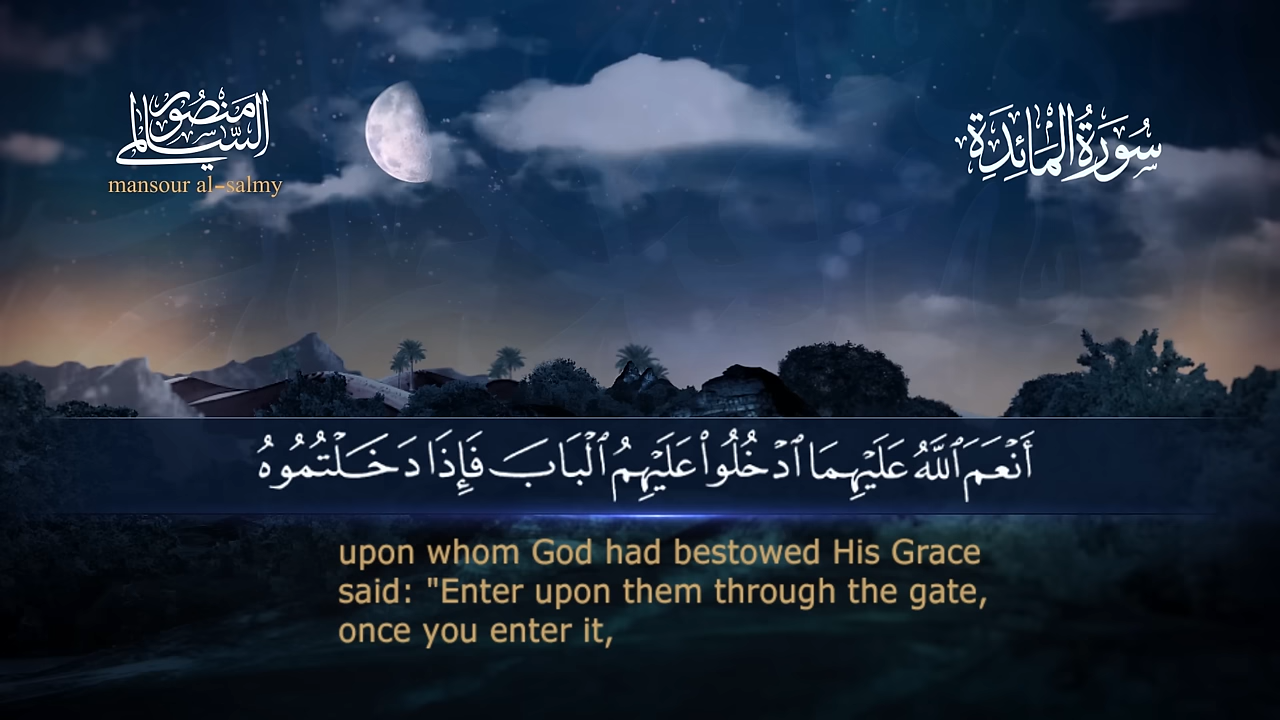 منصور السالمي
mansour al-salmy
سُورَةُ الْمَائِدَةِ
أَنْعَمَ ٱللَّهُ عَلَيْهِمَا ٱدْخُلُوا۟ عَلَيْهِمُ ٱلْبَابَ فَإِذَا دَخَلْتُمُوهُ
upon whom God had bestowed His Grace
said: "Enter upon them through the gate,
once you enter it,